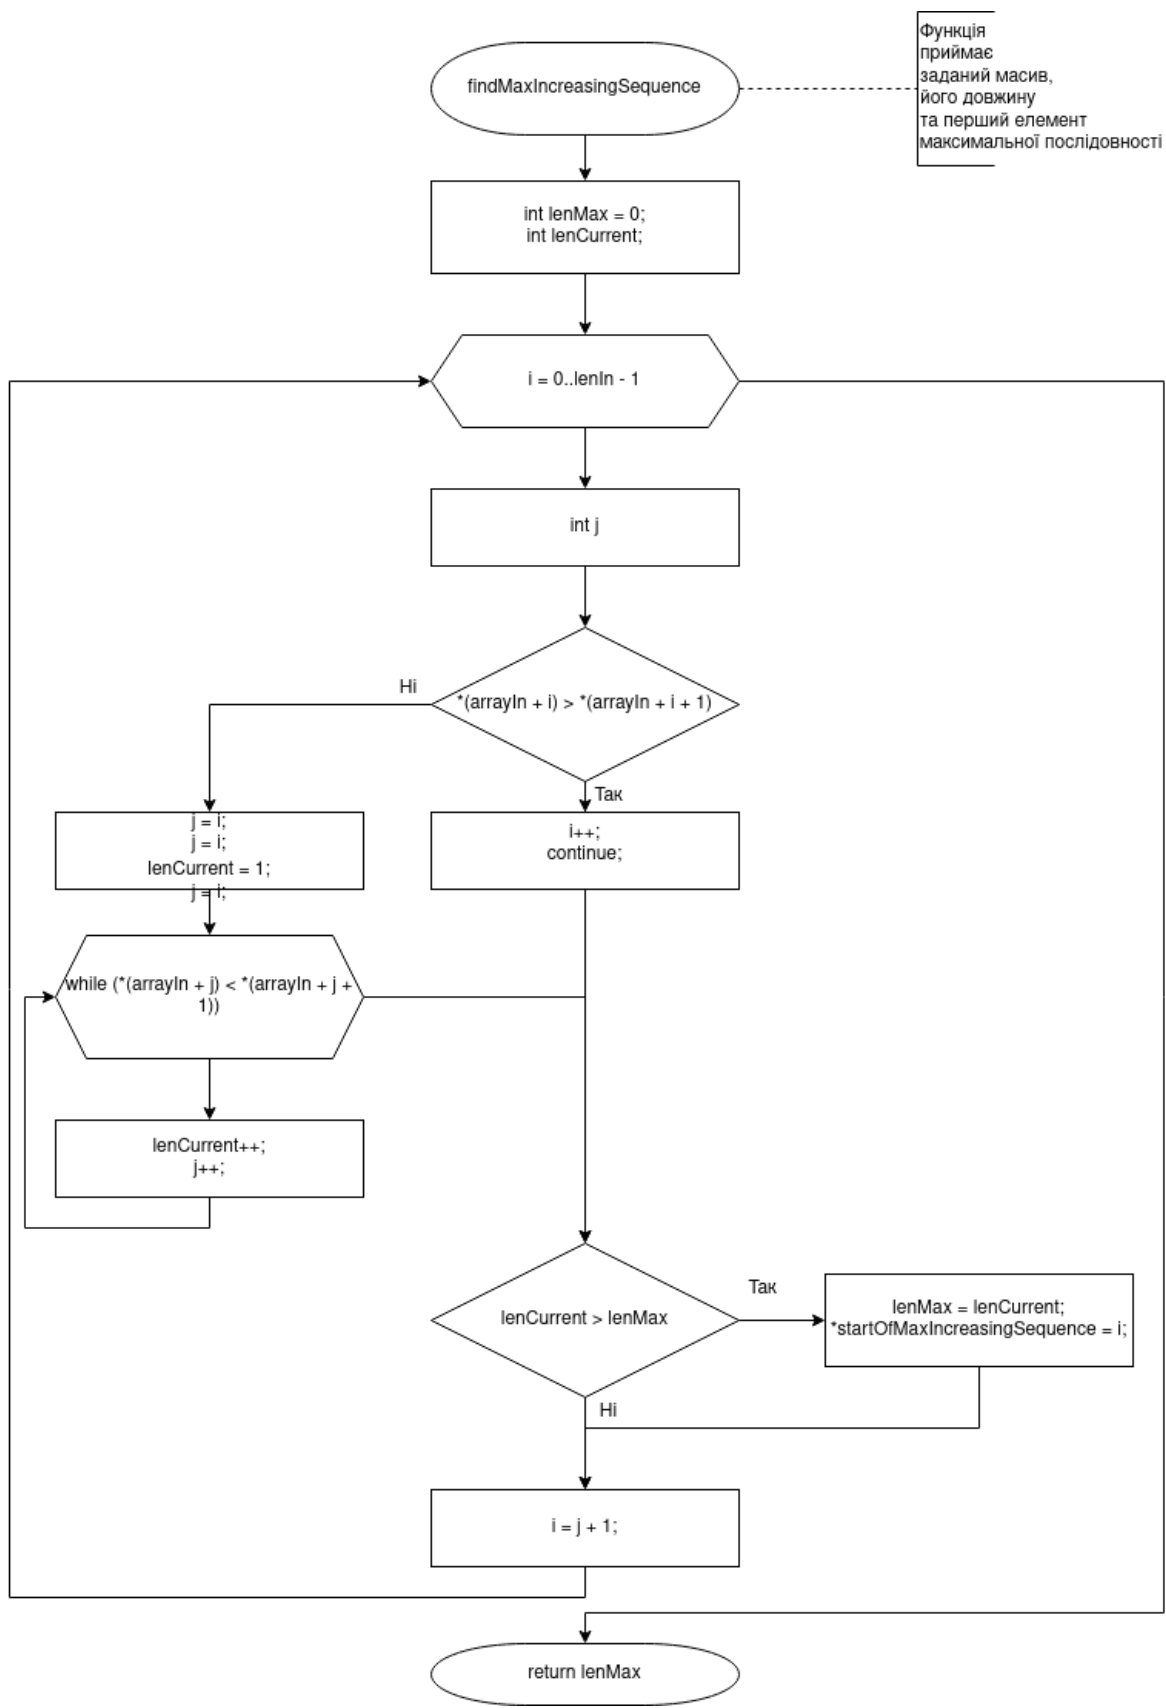 findMaxIncreasingSequence
Функція
приймає
заданий масив,
його довжину
та перший елемент
максимальної послідовності
int lenMax = 0;
int lenCurrent;
i = 0..lenIn - 1
int j
*(arrayIn + i) > *(arrayIn + i + 1)
Ні
Так
j = i;
j = i;
lenCurrent = 1;
j = i;
i++;
continue;
while (*(arrayIn + j) < *(arrayIn + j +
1))
lenCurrent++;
j++;
lenCurrent > lenMax
Так
lenMax = lenCurrent;
*startOfMaxIncreasingSequence = i;
Ні
i = j + 1;
return lenMax